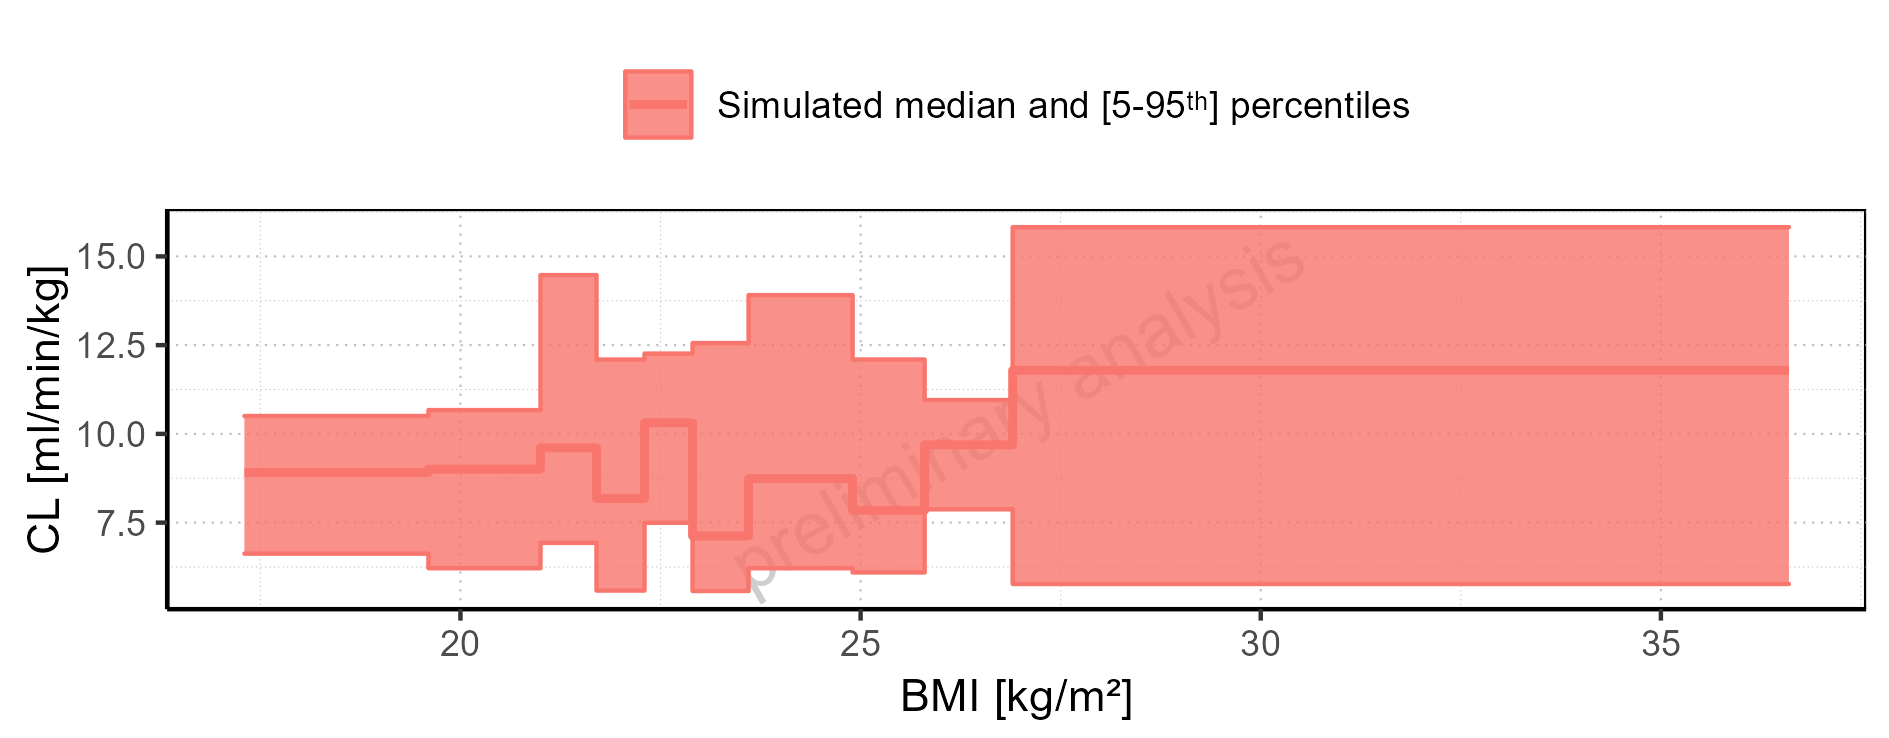 Simulated median and [5-95ᵗʰ] percentiles
CL [ml/min/kg]
15.0
12.5
10.0
7.5
preliminary analysis
20 25 30 35
BMI [kg/m²]